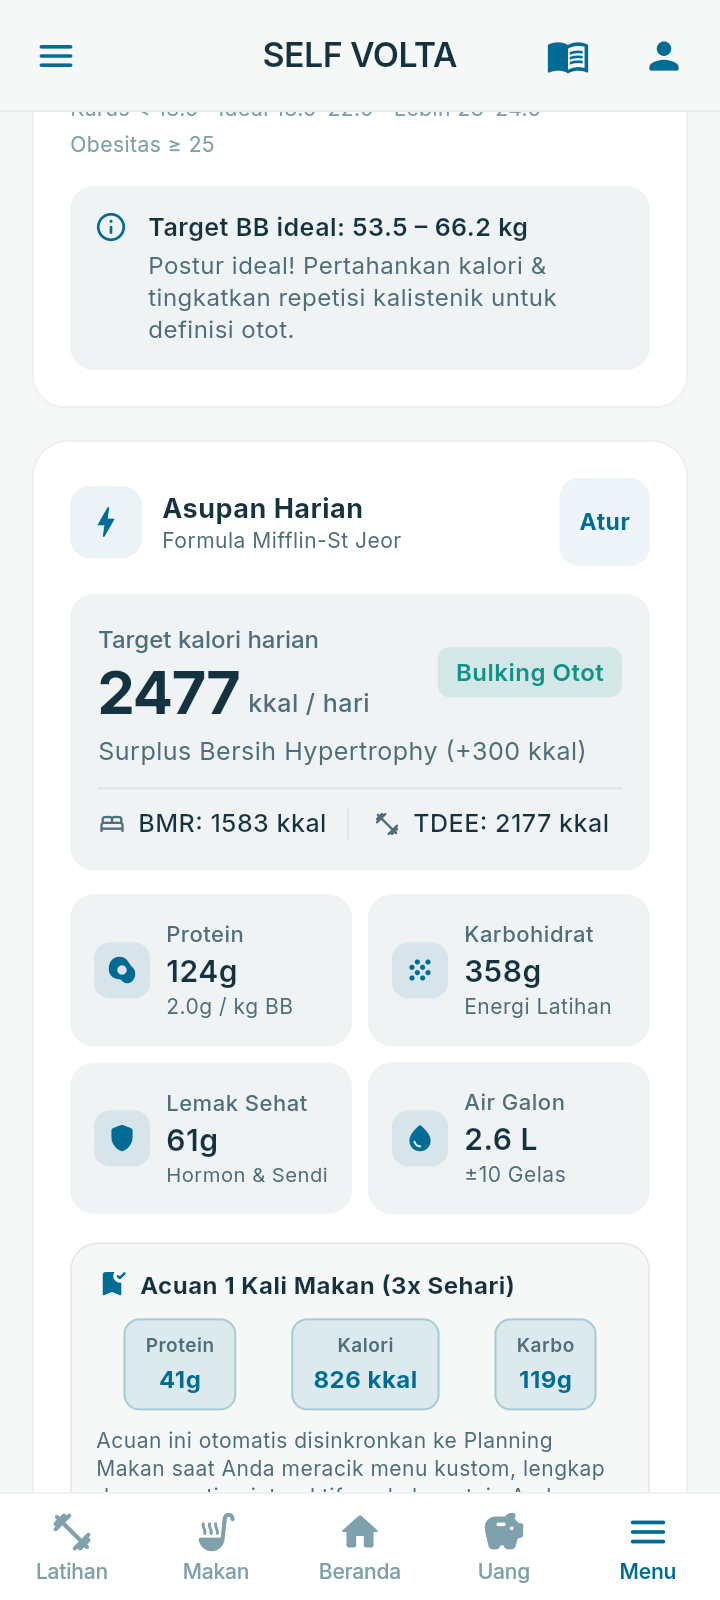 SELF VOLTA
Obesitas ≥ 25
Target BB ideal: 53.5 – 66.2 kg
Postur ideal! Pertahankan kalori &
tingkatkan repetisi kalistenik untuk
definisi otot.
Asupan Harian
Formula Mifflin-St Jeor
Atur
Target kalori harian
2477 kkal / hari
Bulking Otot
Surplus Bersih Hypertrophy (+300 kkal)
BMR: 1583 kkal
TDEE: 2177 kkal
Protein
124g
2.0g / kg BB
Karbohidrat
358g
Energi Latihan
Lemak Sehat
61g
Hormon & Sendi
Air Galon
2.6 L
±10 Gelas
Acuan 1 Kali Makan (3x Sehari)
Protein
41g
Kalori
826 kkal
Karbo
119g
Acuan ini otomatis disinkronkan ke Planning
Makan saat Anda meracik menu kustom, lengkap
Latihan
Makan
Beranda
Uang
Menu